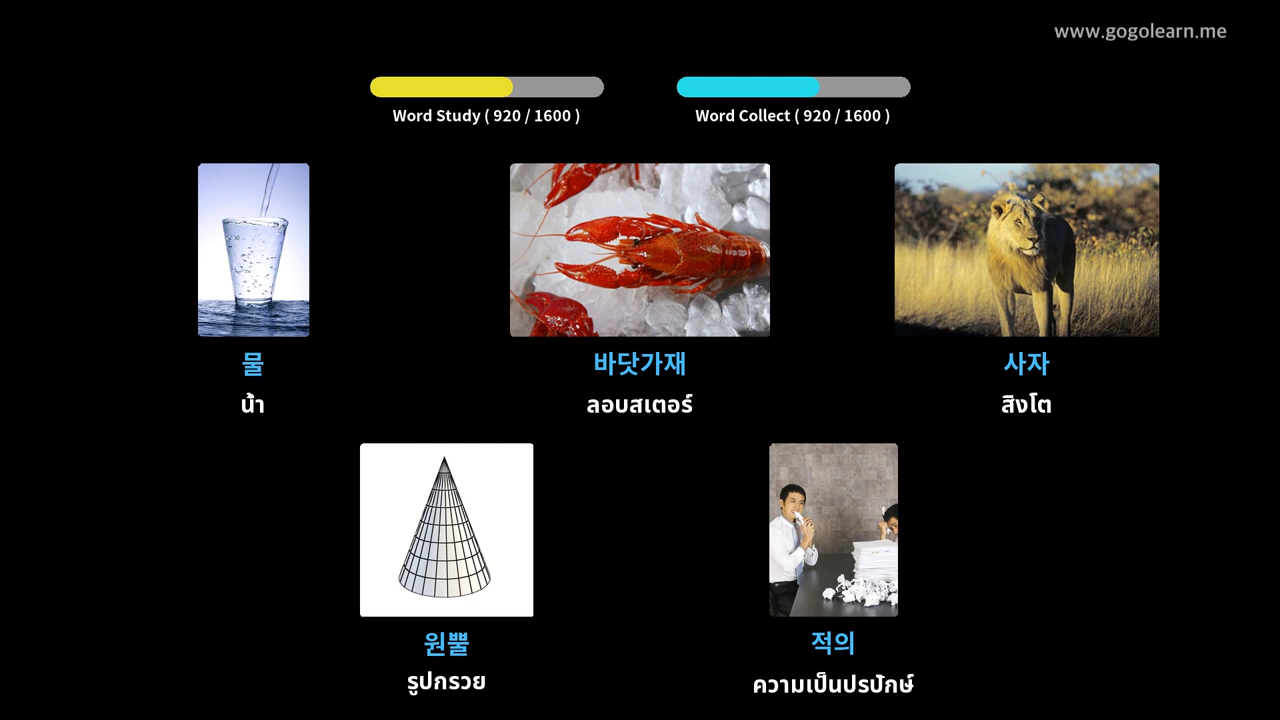 www.gogolearn.me
Word Study ( 920 / 1600 )
Word Collect ( 920 / 1600 )
물
바닷가재
사자
น้ำ
ลอบสเตอร์
สิงโต
원뿔
적의
รูปกรวย
ความเป็นปรปักษ์